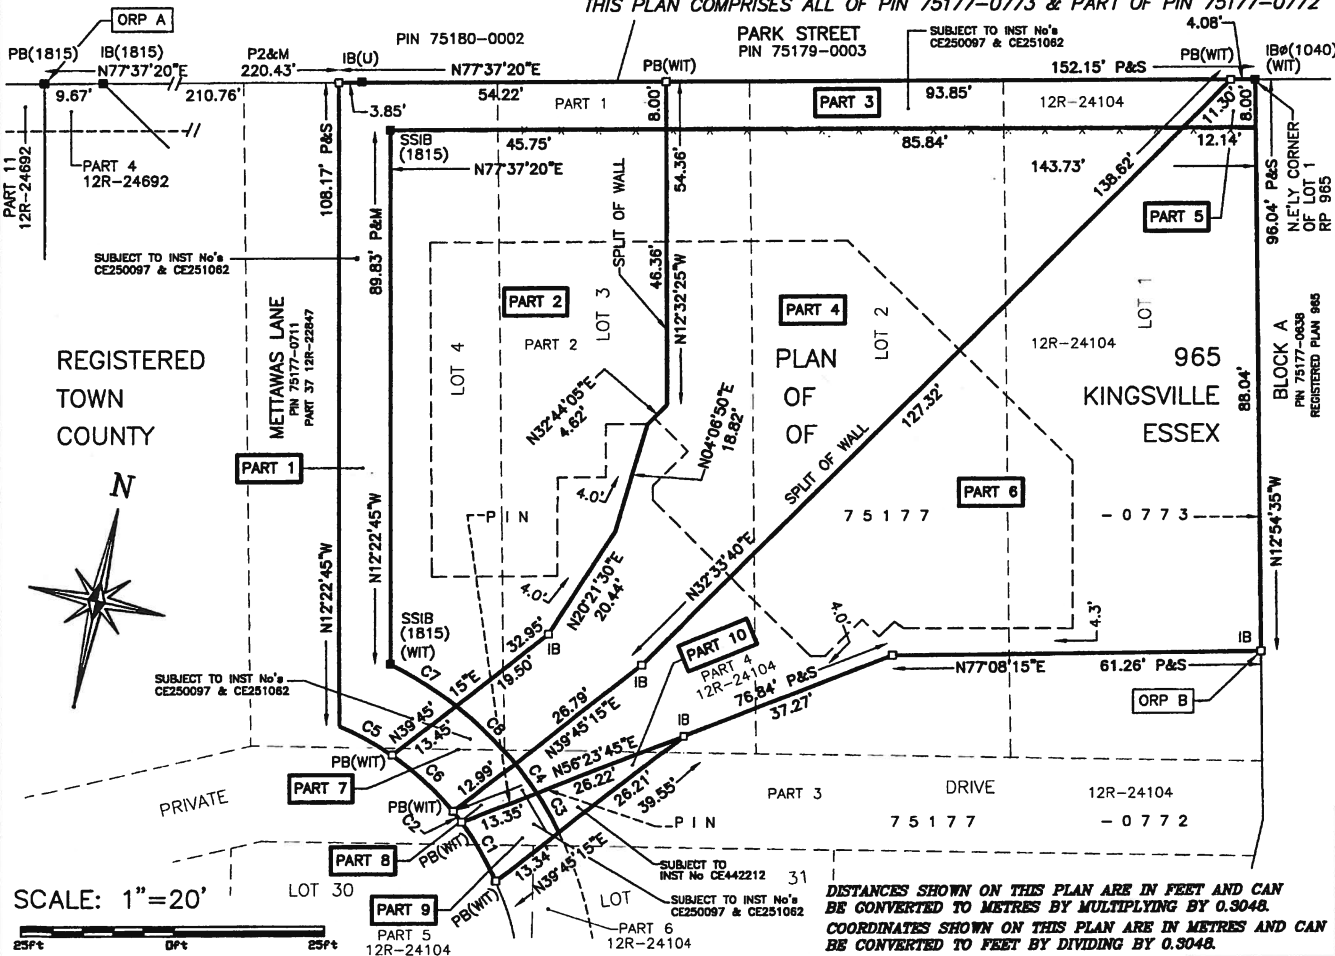 THIS PLAN COMPRISES ALL OF PIN 75177-0773 & PART OF PIN 75177-0772
ORP A
PB(1815)
IB(1815)
N77°37'20"E
9.67'
210.76'
P2&M
220.43'
IB(U)
PIN 75180-0002
N77°37'20"E
54.22'
3.85'
PART 1
PB(WIT)
8.00'
PARK STREET
PIN 75179-0003
SUBJECT TO INST No's
CE250097 & CE251062
4.08'
152.15' P&S
PB(WIT)
IBø(1040)
(WIT)
PART 3
93.85'
12R-24104
11.30'
8.00'
PART 11
12R-24692
PART 4
12R-24692
108.17' P&S
SSIB
(1815)
45.75'
N77°37'20"E
85.84'
143.73'
12.14'
138.62'
54.36'
SPLIT OF WALL
96.04' P&S
N.E'LY CORNER
OF LOT 1
RP 965
PART 5
89.83' P&M
SUBJECT TO INST No's
CE250097 & CE251062
46.36'
N12°32'25"W
PART 2
LOT 3
PART 4
LOT 2
LOT 1
METTAWAS LANE
PIN 75177-0711
PART 37 12R-22847
LOT 4
PART 2
12R-24104
BLOCK A
PIN 75177-0638
REGISTERED PLAN 965
REGISTERED
TOWN
COUNTY
PLAN
OF
OF
965
KINGSVILLE
ESSEX
88.04'
N32°44'05"E
4.62'
N04°06'50"E
18.82'
127.32'
SPLIT OF WALL
PART 1
PART 6
4.0'
N
PIN
75177
-0773
N12°22'45"W
N12°22'45"W
N12°54'35"W
N32°33'40"E
4.0'
N20°21'30"E
20.44'
4.0'
4.3'
SSIB
(1815)
(WIT)
32.95'
19.50'
IB
PART 10
PART 4
12R-24104
76.84' P&S
37.27'
IB
IB
N77°08'15"E
61.26' P&S
ORP B
SUBJECT TO INST No's
CE250097 & CE251062
C7
N39°45'
15"E
13.45'
C8
26.79'
N39°45'15"E
IB
C5
PB(WIT)
C6
N56°23'45"E
26.22'
12.99'
C4
26.21'
39.55'
PART 7
PRIVATE
PB(WIT)
C2
13.35'
C3
PART 3
DRIVE
12R-24104
PIN
75177
-0772
PB(WIT)
C1
PART 8
13.34'
N39°45'15"E
SUBJECT TO
INST No CE442212
SCALE: 1"=20'
LOT 30
PB(WIT)
LOT
31
SUBJECT TO INST No's
CE250097 & CE251062
PART 9
PART 5
12R-24104
PART 6
12R-24104
25ft
0ft
25ft
DISTANCES SHOWN ON THIS PLAN ARE IN FEET AND CAN
BE CONVERTED TO METRES BY MULTIPLYING BY 0.3048.
COORDINATES SHOWN ON THIS PLAN ARE IN METRES AND CAN
BE CONVERTED TO FEET BY DIVIDING BY 0.3048.